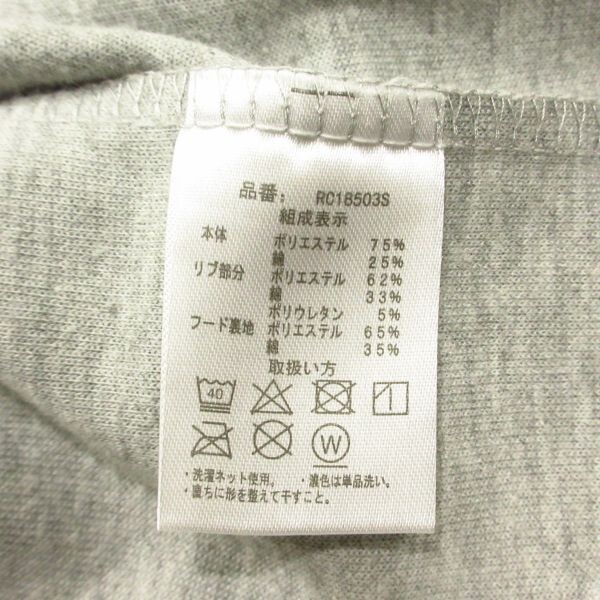 品番： RC18503S
組成表示
本体 ポリエステル 75%
綿 25%
リブ部分 ポリエステル 62%
綿 33%
ポリウレタン 5%
フード裏地 ポリエステル 65%
綿 35%
取扱い方
40
W
・洗濯ネット使用。 ・濃色は単品洗い。
・直ちに形を整えて干すこと。